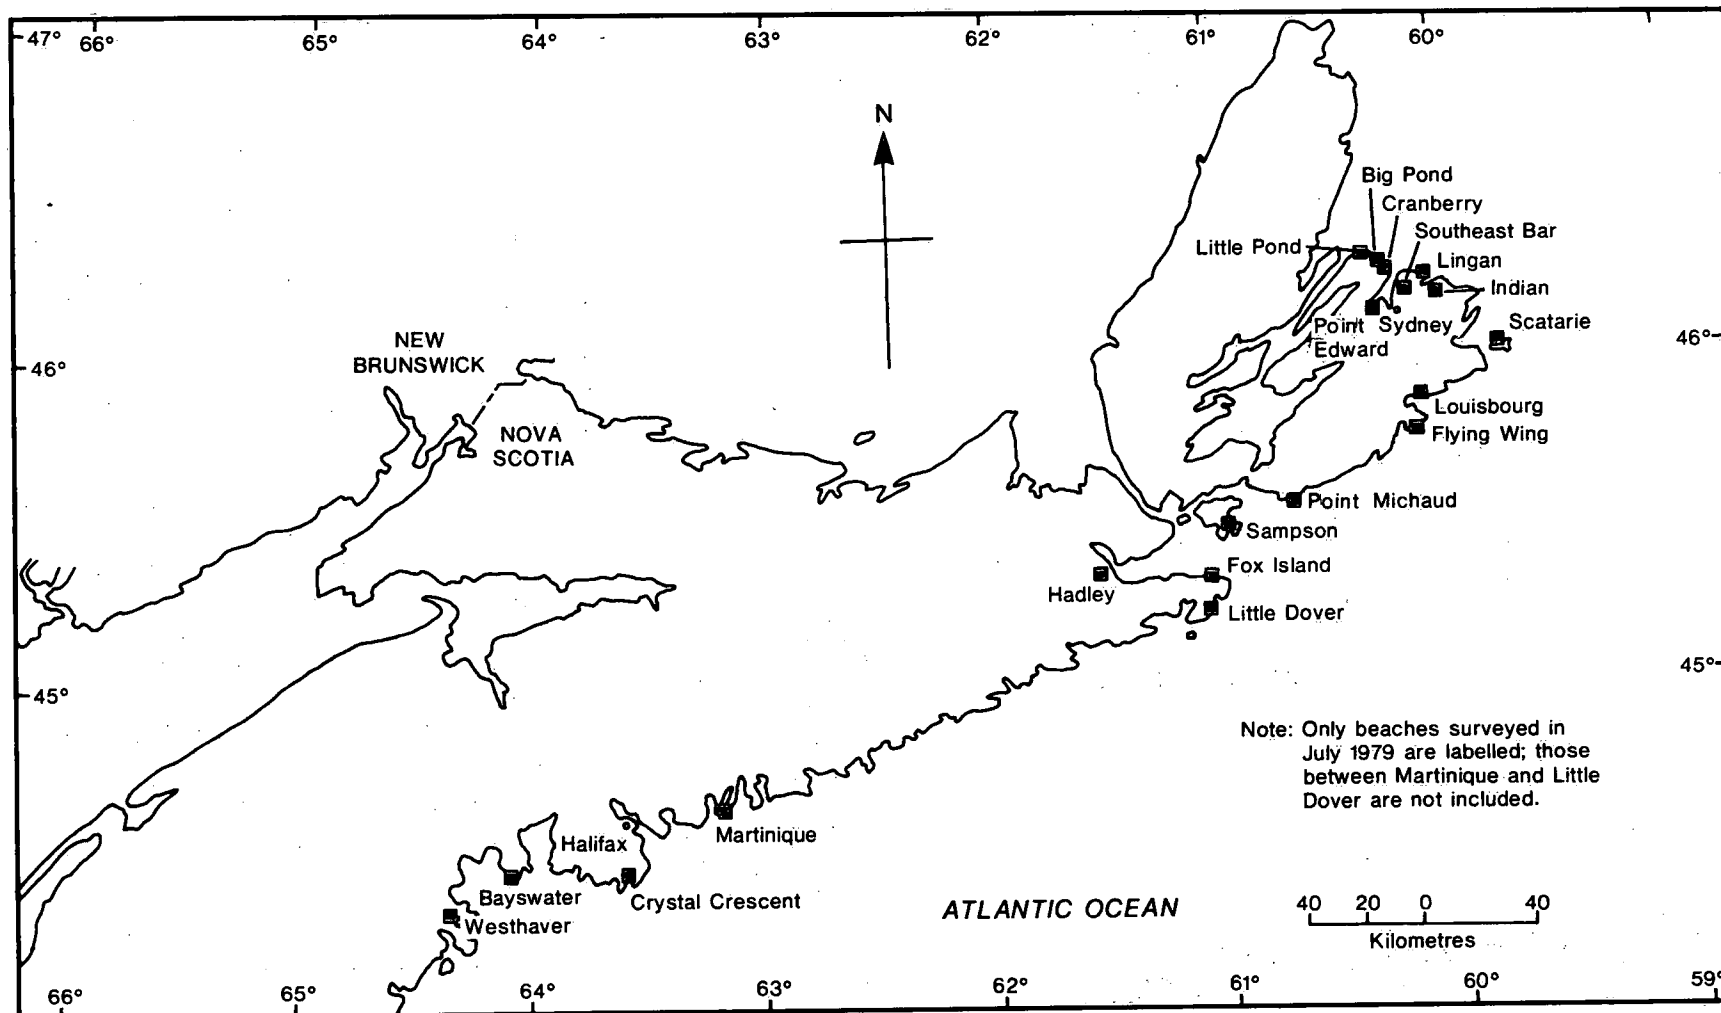 47° 66° 65° 64° 63° 62° 61° 60°
N
Big Pond
Cranberry
Southeast Bar
Little Pond
Lingan
Indian
Point
Edward
Sydney
Scatarie
46°
NEW
BRUNSWICK
46°
Louisbourg
Flying Wing
NOVA
SCOTIA
Point Michaud
Sampson
Fox Island
Hadley
Little Dover
45°
45°
Note: Only beaches surveyed in
July 1979 are labelled; those
between Martinique and Little
Dover are not included.
Martinique
Halifax
Bayswater
Crystal Crescent
Westhaver
ATLANTIC OCEAN
40 20 0 40
Kilometres
66° 65° 64° 63° 62° 61° 60° 59°